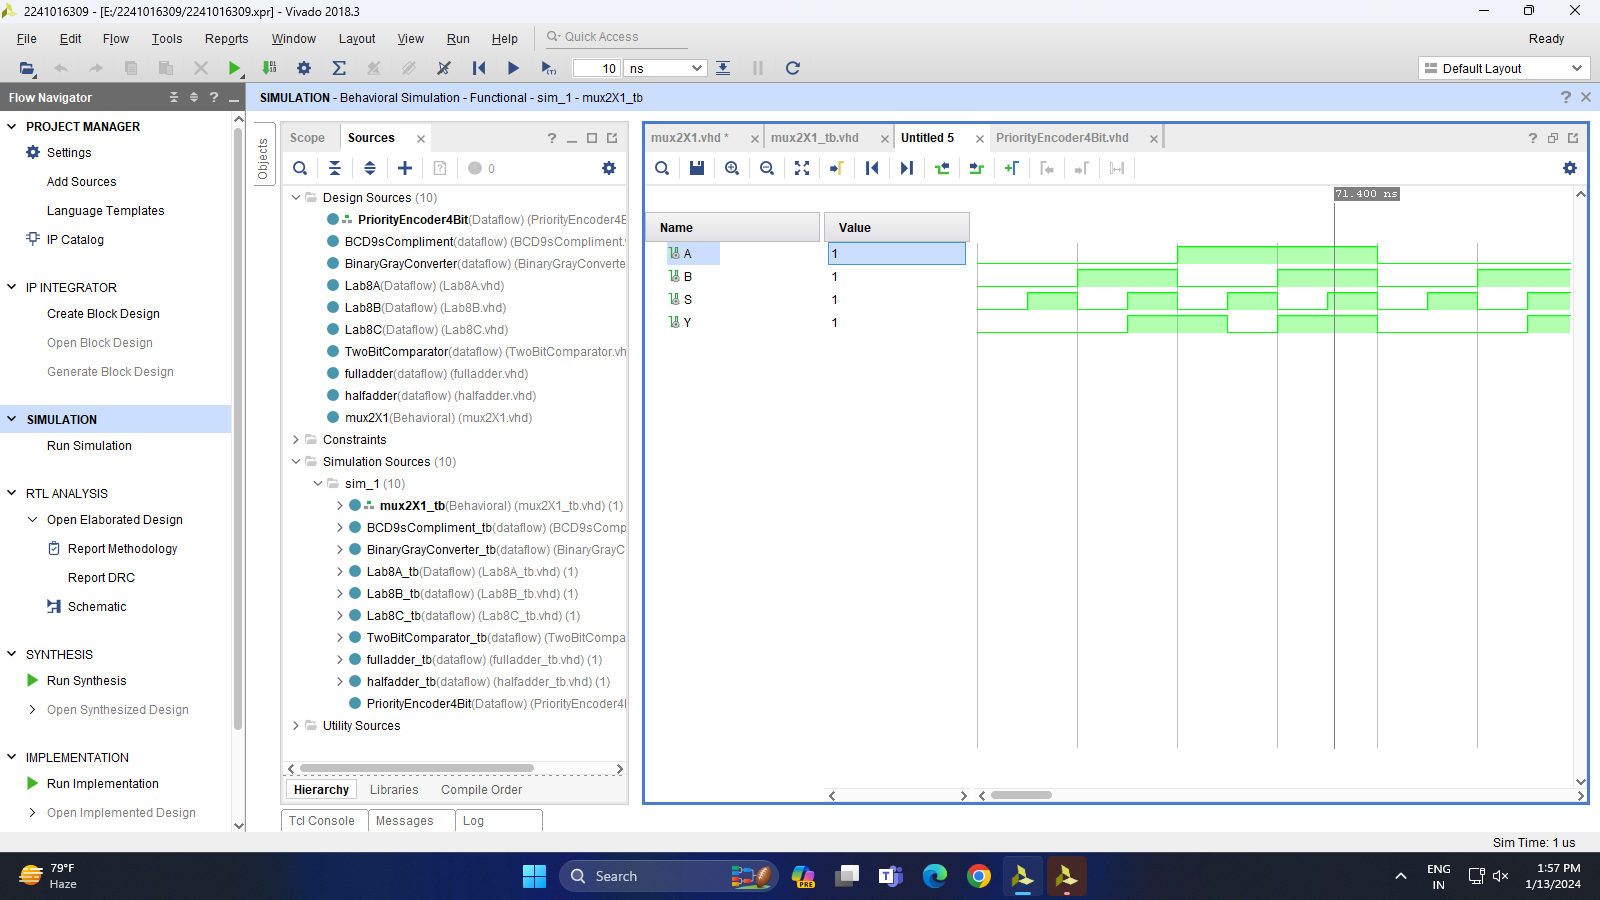 2241016309 - [E:/2241016309/2241016309.xpr] - Vivado 2018.3
File Edit Flow Tools Reports Window Layout View Run Help Quick Access Ready
10 ns Default Layout
Flow Navigator
SIMULATION - Behavioral Simulation - Functional - sim_1 - mux2X1_tb
PROJECT MANAGER
Settings
Add Sources
Language Templates
IP Catalog
IP INTEGRATOR
Create Block Design
Open Block Design
Generate Block Design
SIMULATION
Run Simulation
RTL ANALYSIS
Open Elaborated Design
Report Methodology
Report DRC
Schematic
SYNTHESIS
Run Synthesis
Open Synthesized Design
IMPLEMENTATION
Run Implementation
Open Implemented Design
Objects
Scope Sources
0
Design Sources (10)
PriorityEncoder4Bit(Dataflow) (PriorityEncoder4B
BCD9sCompliment(dataflow) (BCD9sCompliment.v
BinaryGrayConverter(dataflow) (BinaryGrayConverte
Lab8A(Dataflow) (Lab8A.vhd)
Lab8B(Dataflow) (Lab8B.vhd)
Lab8C(Dataflow) (Lab8C.vhd)
TwoBitComparator(dataflow) (TwoBitComparator.vh
fulladder(dataflow) (fulladder.vhd)
halfadder(dataflow) (halfadder.vhd)
mux2X1(Behavioral) (mux2X1.vhd)
Constraints
Simulation Sources (10)
sim_1 (10)
mux2X1_tb(Behavioral) (mux2X1_tb.vhd) (1)
BCD9sCompliment_tb(dataflow) (BCD9sComp
BinaryGrayConverter_tb(dataflow) (BinaryGrayC
Lab8A_tb(Dataflow) (Lab8A_tb.vhd) (1)
Lab8B_tb(dataflow) (Lab8B_tb.vhd) (1)
Lab8C_tb(dataflow) (Lab8C_tb.vhd) (1)
TwoBitComparator_tb(dataflow) (TwoBitCompa
fulladder_tb(dataflow) (fulladder_tb.vhd) (1)
halfadder_tb(dataflow) (halfadder_tb.vhd) (1)
PriorityEncoder4Bit(Dataflow) (PriorityEncoder4
Utility Sources
Hierarchy Libraries Compile Order
Tcl Console Messages Log
mux2X1.vhd * mux2X1_tb.vhd Untitled 5 PriorityEncoder4Bit.vhd
71.400 ns
Name Value
A 1
B 1
S 1
Y 1
Sim Time: 1 us
79°F
Haze
Search
PRE
ENG
IN
1:57 PM
1/13/2024